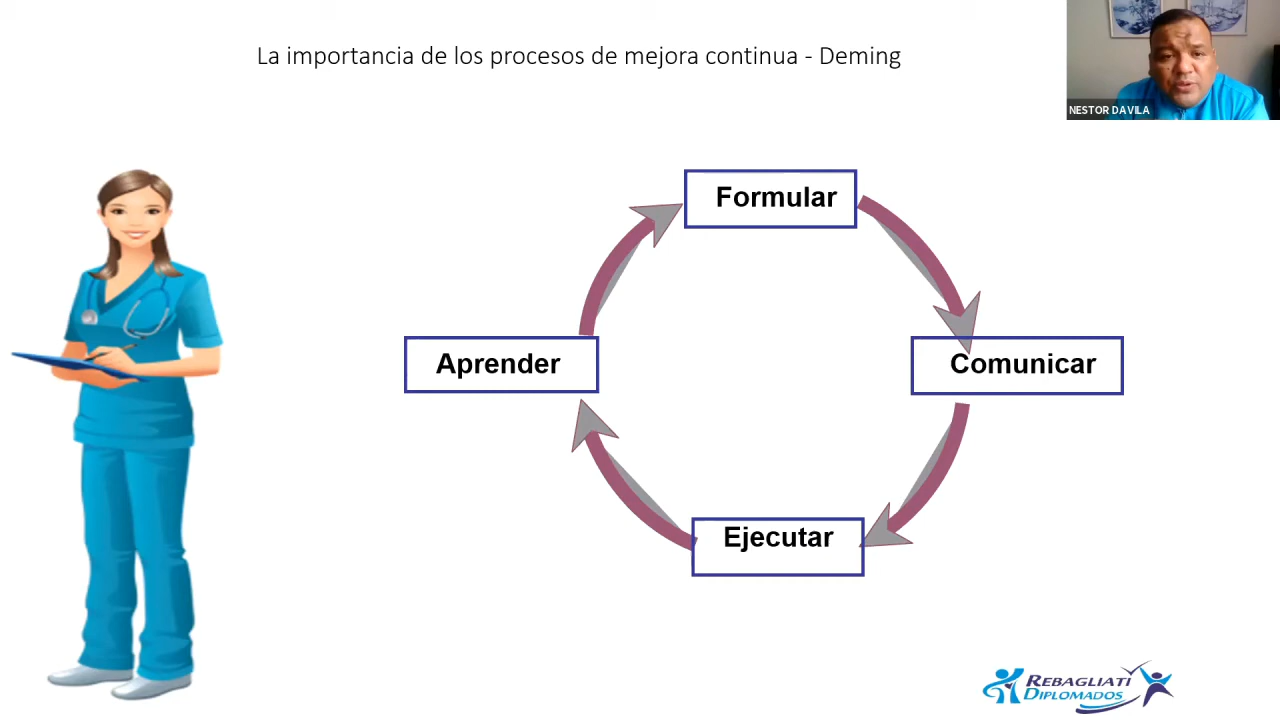 La importancia de los procesos de mejora continua - Deming
NESTOR DAVILA
Formular
Aprender
Comunicar
Ejecutar
REBAGLIATI
DIPLOMADOS